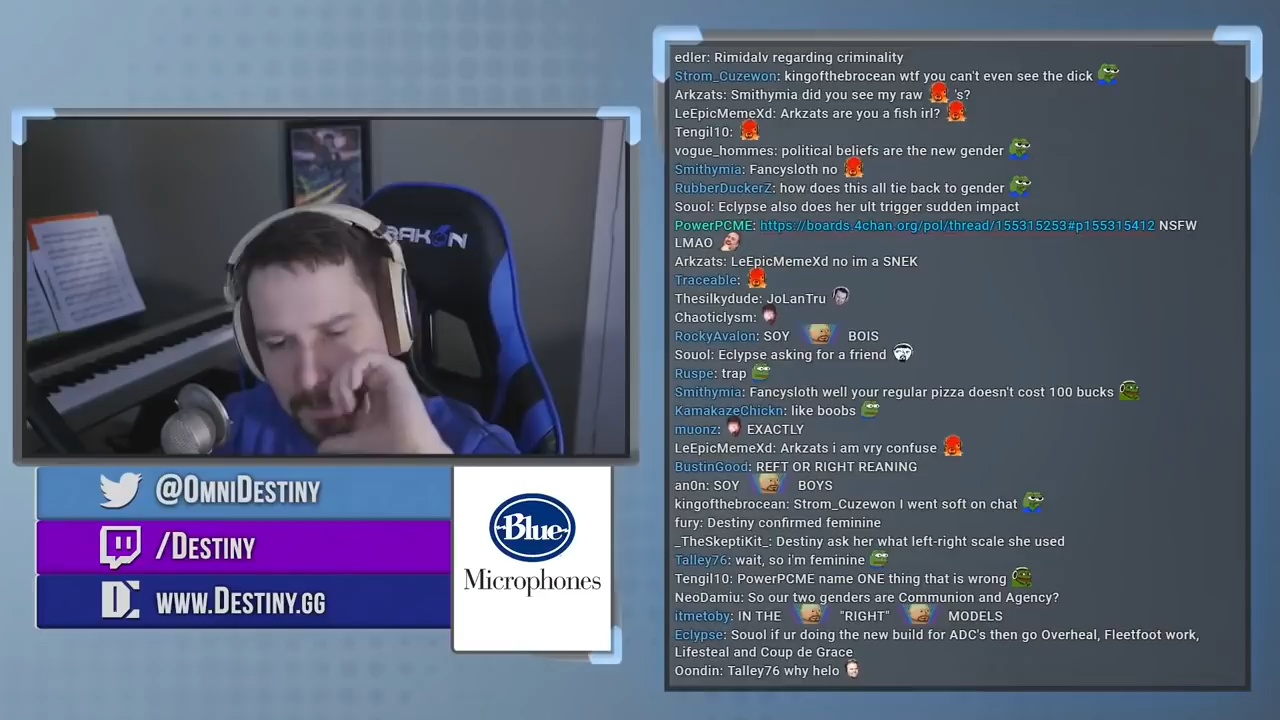 edler: Rimidalv regarding criminality
Strom_Cuzewon: kingofthebrocean wtf you can't even see the dick
Arkzats: Smithymia did you see my raw 's?
LeEpicMemeXd: Arkzats are you a fish irl?
Tengil10:
vogue_hommes: political beliefs are the new gender
Smithymia: Fancysloth no
RubberDuckerZ: how does this all tie back to gender
Souol: Eclypse also does her ult trigger sudden impact
PowerPCME: https://boards.4chan.org/pol/thread/155315253#p155315412 NSFW
LMAO
Arkzats: LeEpicMemeXd no im a SNEK
Traceable:
Thesilkydude: JoLanTru
Chaoticlysm:
RockyAvalon: SOY BOIS
Souol: Eclypse asking for a friend
Ruspe: trap
Smithymia: Fancysloth well your regular pizza doesn't cost 100 bucks
KamakazeChickn: like boobs
muonz: EXACTLY
LeEpicMemeXd: Arkzats i am vry confuse
BustinGood: REFT OR RIGHT REANING
an0n: SOY BOYS
kingofthebrocean: Strom_Cuzewon I went soft on chat
fury: Destiny confirmed feminine
_TheSkeptiKit_: Destiny ask her what left-right scale she used
Talley76: wait, so i'm feminine
Tengil10: PowerPCME name ONE thing that is wrong
NeoDamiu: So our two genders are Communion and Agency?
itmetoby: IN THE "RIGHT" MODELS
Eclypse: Souol if ur doing the new build for ADC's then go Overheal, Fleetfoot work,
Lifesteal and Coup de Grace
Oondin: Talley76 why helo
@OmniDestiny
/Destiny
www.Destiny.gg
Blue
Microphones